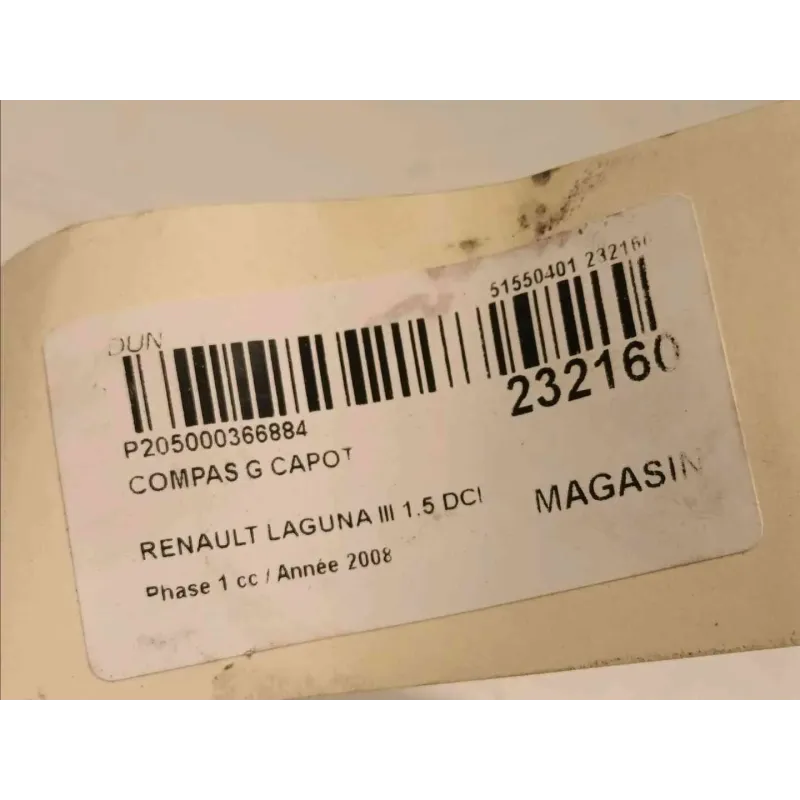 DUN
51550401 232160
232160
P205000366884
COMPAS G CAPOT
RENAULT LAGUNA III 1.5 DCI
MAGASIN
Phase 1 cc / Année 2008